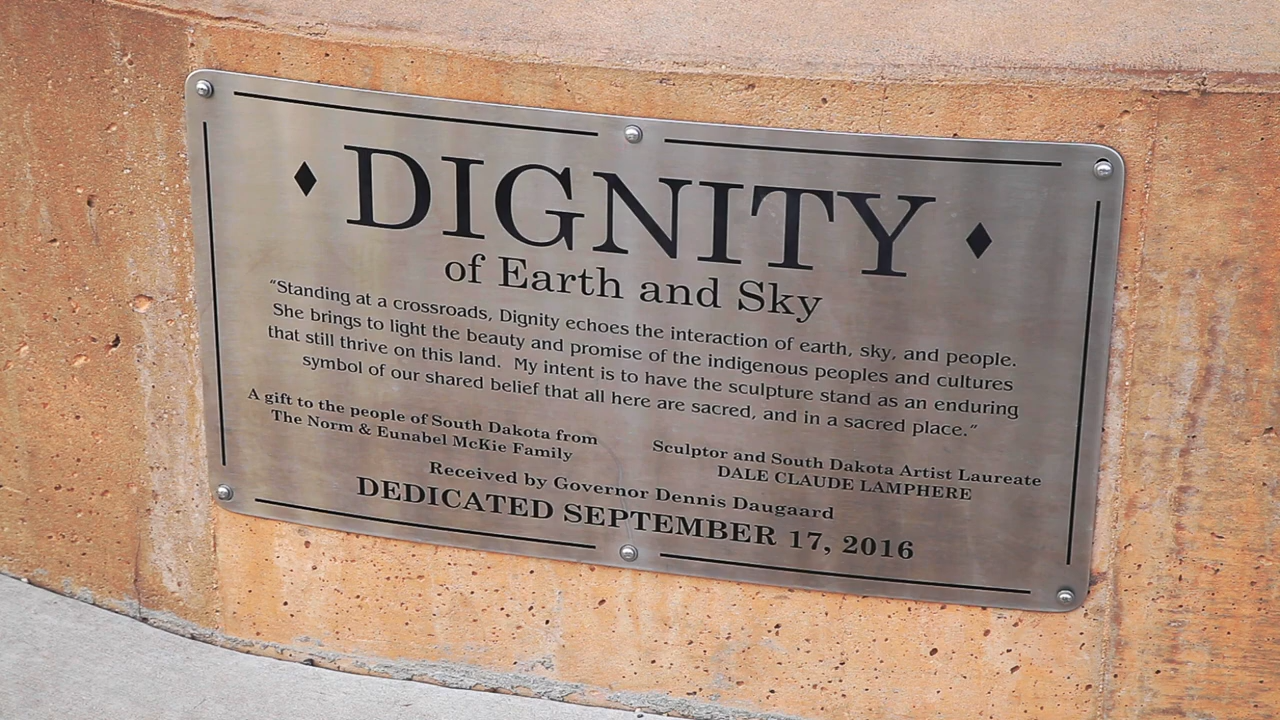 DIGNITY
of Earth and Sky
"Standing at a crossroads, Dignity echoes the interaction of earth, sky, and people.
She brings to light the beauty and promise of the indigenous peoples and cultures
that still thrive on this land. My intent is to have the sculpture stand as an enduring
symbol of our shared belief that all here are sacred, and in a sacred place."
A gift to the people of South Dakota from
The Norm & Eunabel McKie Family
Sculptor and South Dakota Artist Laureate
DALE CLAUDE LAMPHERE
Received by Governor Dennis Daugaard
DEDICATED SEPTEMBER 17, 2016